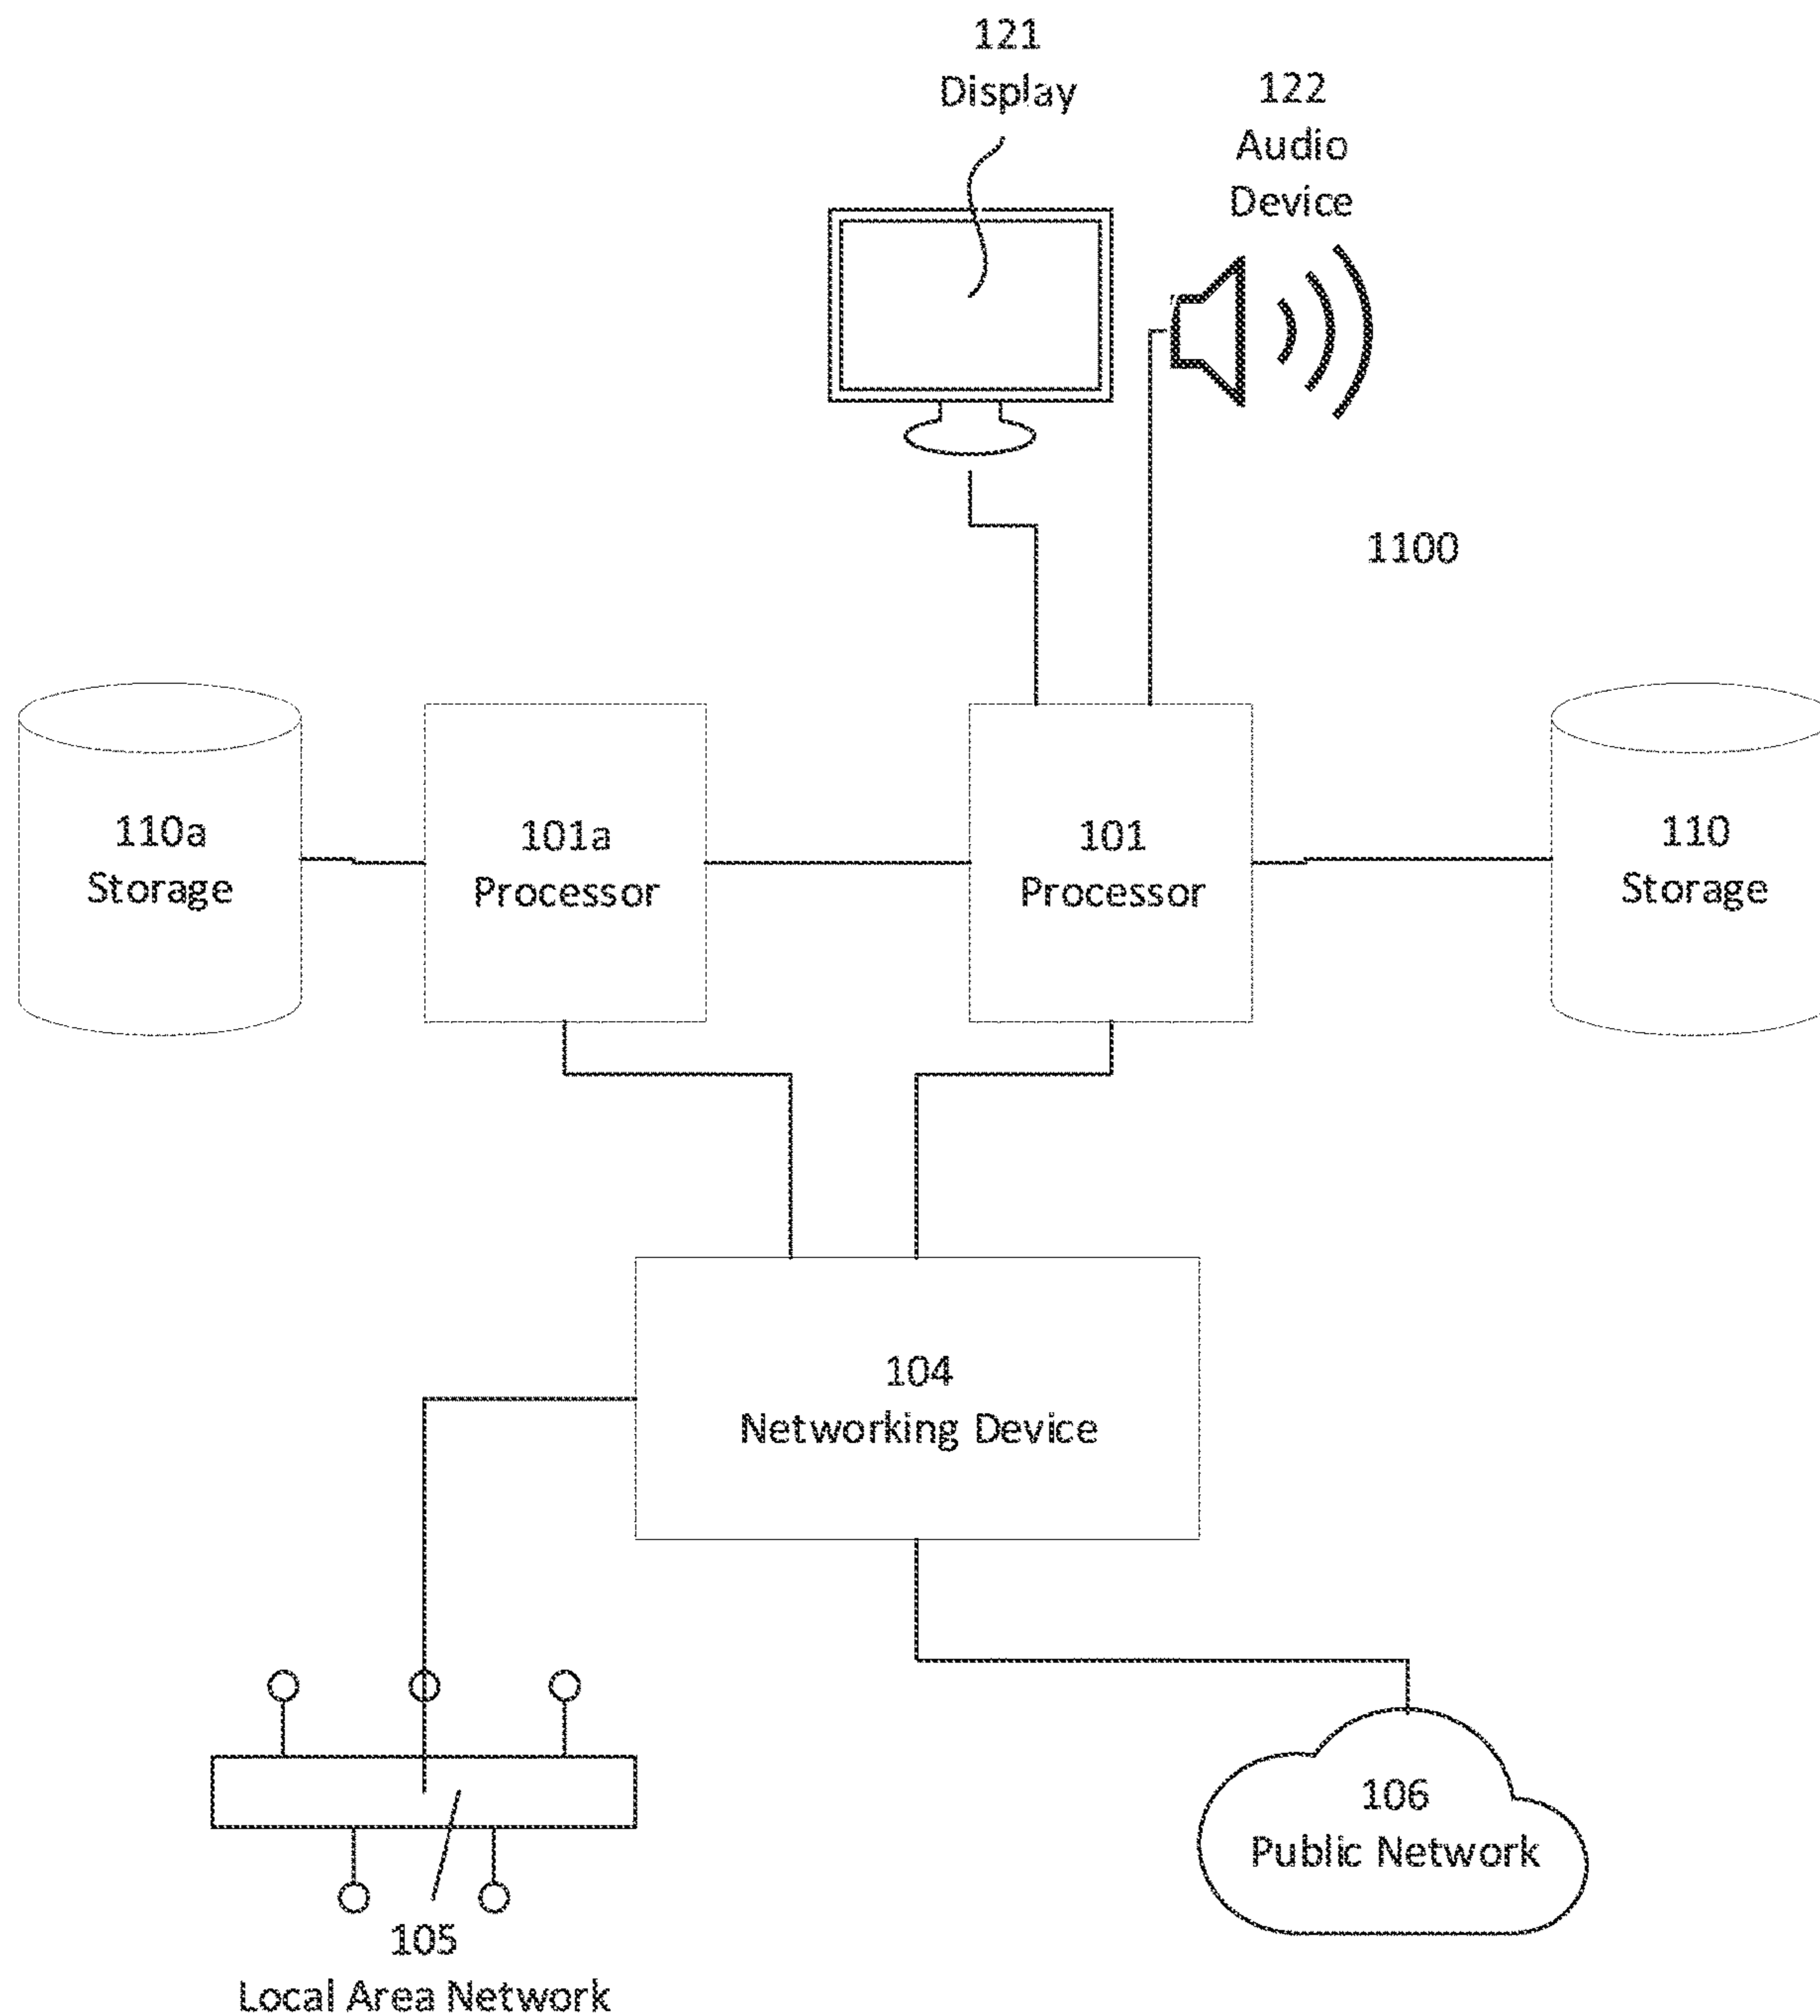 121
Display
122
Audio
Device
1100
110a
Storage
101a
Processor
101
Processor
110
Storage
104
Networking Device
106
Public Network
105
Local Area Network